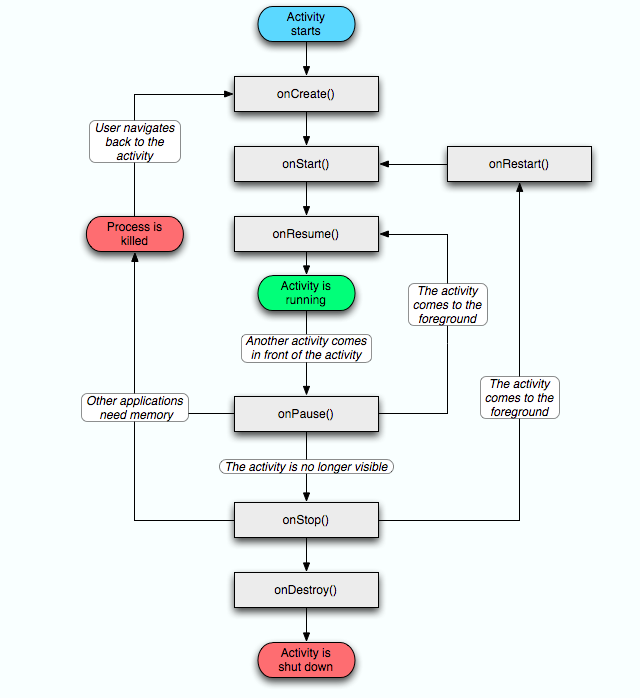 Activity
starts
onCreate()
User navigates
back to the
activity
onStart()
onRestart()
Process is
killed
onResume()
Activity is
running
The activity
comes to the
foreground
Another activity comes
in front of the activity
The activity
comes to the
foreground
Other applications
need memory
onPause()
The activity is no longer visible
onStop()
onDestroy()
Activity is
shut down